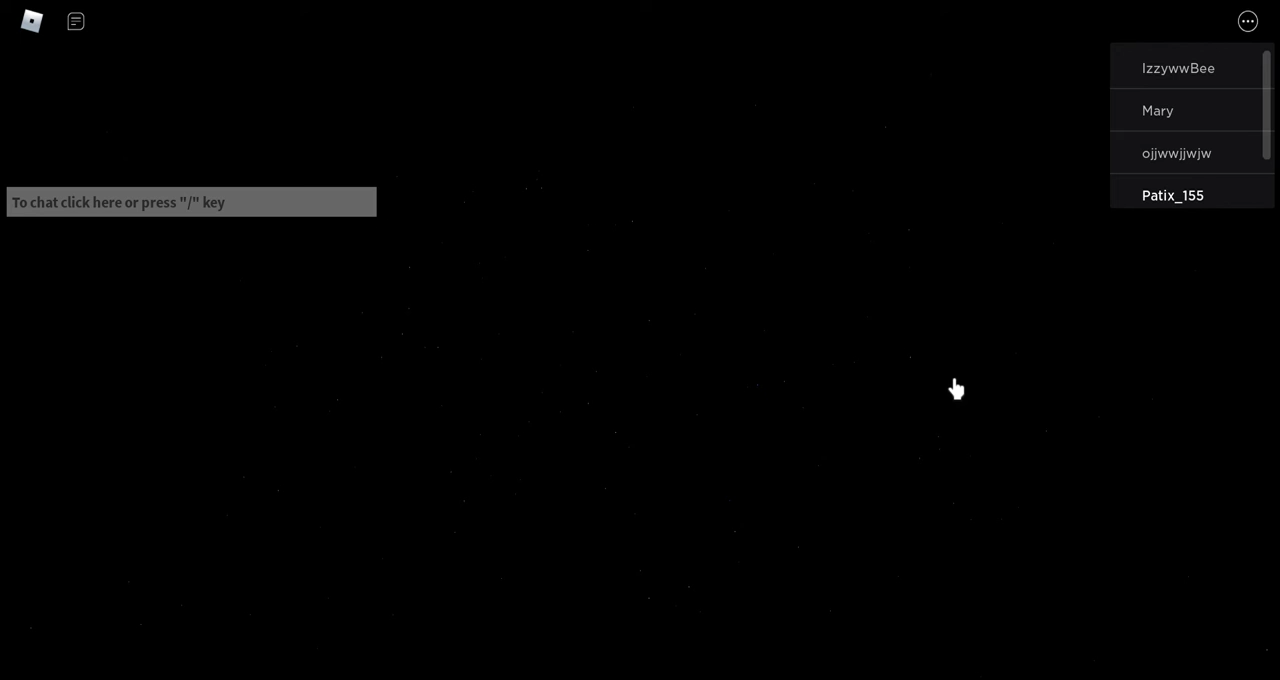 IzzywwBee
Mary
ojjwwjjwjw
To chat click here or press "/" key
Patix_155